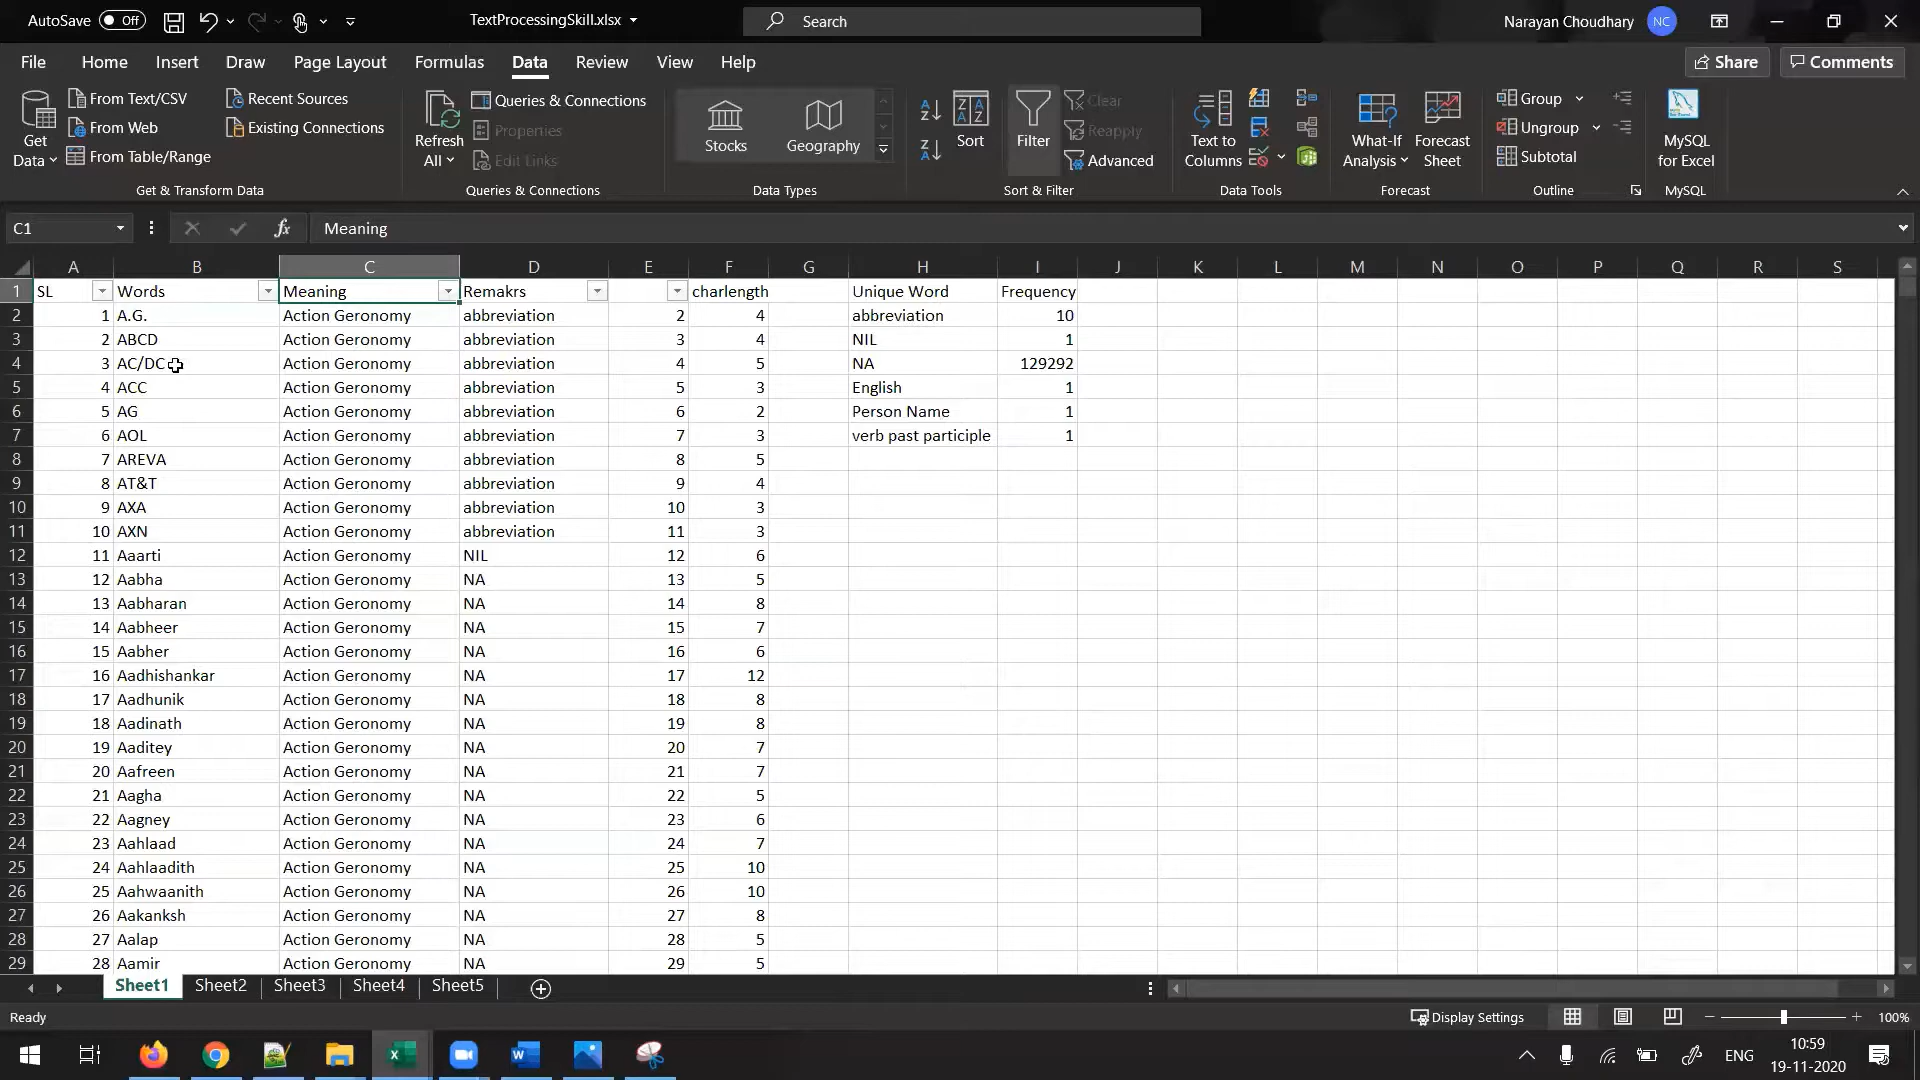 AutoSave Off TextProcessingSkill.xlsx Search Narayan Choudhary NC
File Home Insert Draw Page Layout Formulas Data Review View Help Share Comments
Get Data From Text/CSV From Web From Table/Range Recent Sources Existing Connections
Get & Transform Data
Refresh All Queries & Connections Properties Edit Links
Queries & Connections
Stocks Geography
Data Types
Sort Filter Clear Reapply Advanced
Sort & Filter
Text to Columns
Data Tools
What-If Analysis Forecast Sheet
Forecast
Group Ungroup Subtotal
Outline
MySQL for Excel
MySQL
C1 fx Meaning
A B C D E F G H I J K L M N O P Q R S
1 SL Words Meaning Remakrs charlength Unique Word Frequency
2 1 A.G. Action Geronomy abbreviation 2 4 abbreviation 10
3 2 ABCD Action Geronomy abbreviation 3 4 NIL 1
4 3 AC/DC Action Geronomy abbreviation 4 5 NA 129292
5 4 ACC Action Geronomy abbreviation 5 3 English 1
6 5 AG Action Geronomy abbreviation 6 2 Person Name 1
7 6 AOL Action Geronomy abbreviation 7 3 verb past participle 1
8 7 AREVA Action Geronomy abbreviation 8 5
9 8 AT&T Action Geronomy abbreviation 9 4
10 9 AXA Action Geronomy abbreviation 10 3
11 10 AXN Action Geronomy abbreviation 11 3
12 11 Aaarti Action Geronomy NIL 12 6
13 12 Aabha Action Geronomy NA 13 5
14 13 Aabharan Action Geronomy NA 14 8
15 14 Aabheer Action Geronomy NA 15 7
16 15 Aabher Action Geronomy NA 16 6
17 16 Aadhishankar Action Geronomy NA 17 12
18 17 Aadhunik Action Geronomy NA 18 8
19 18 Aadinath Action Geronomy NA 19 8
20 19 Aaditey Action Geronomy NA 20 7
21 20 Aafreen Action Geronomy NA 21 7
22 21 Aagha Action Geronomy NA 22 5
23 22 Aagney Action Geronomy NA 23 6
24 23 Aahlaad Action Geronomy NA 24 7
25 24 Aahlaadith Action Geronomy NA 25 10
26 25 Aahwaanith Action Geronomy NA 26 10
27 26 Aakanksh Action Geronomy NA 27 8
28 27 Aalap Action Geronomy NA 28 5
29 28 Aamir Action Geronomy NA 29 5
Sheet1 Sheet2 Sheet3 Sheet4 Sheet5
Ready Display Settings 100%
ENG 10:59
19-11-2020